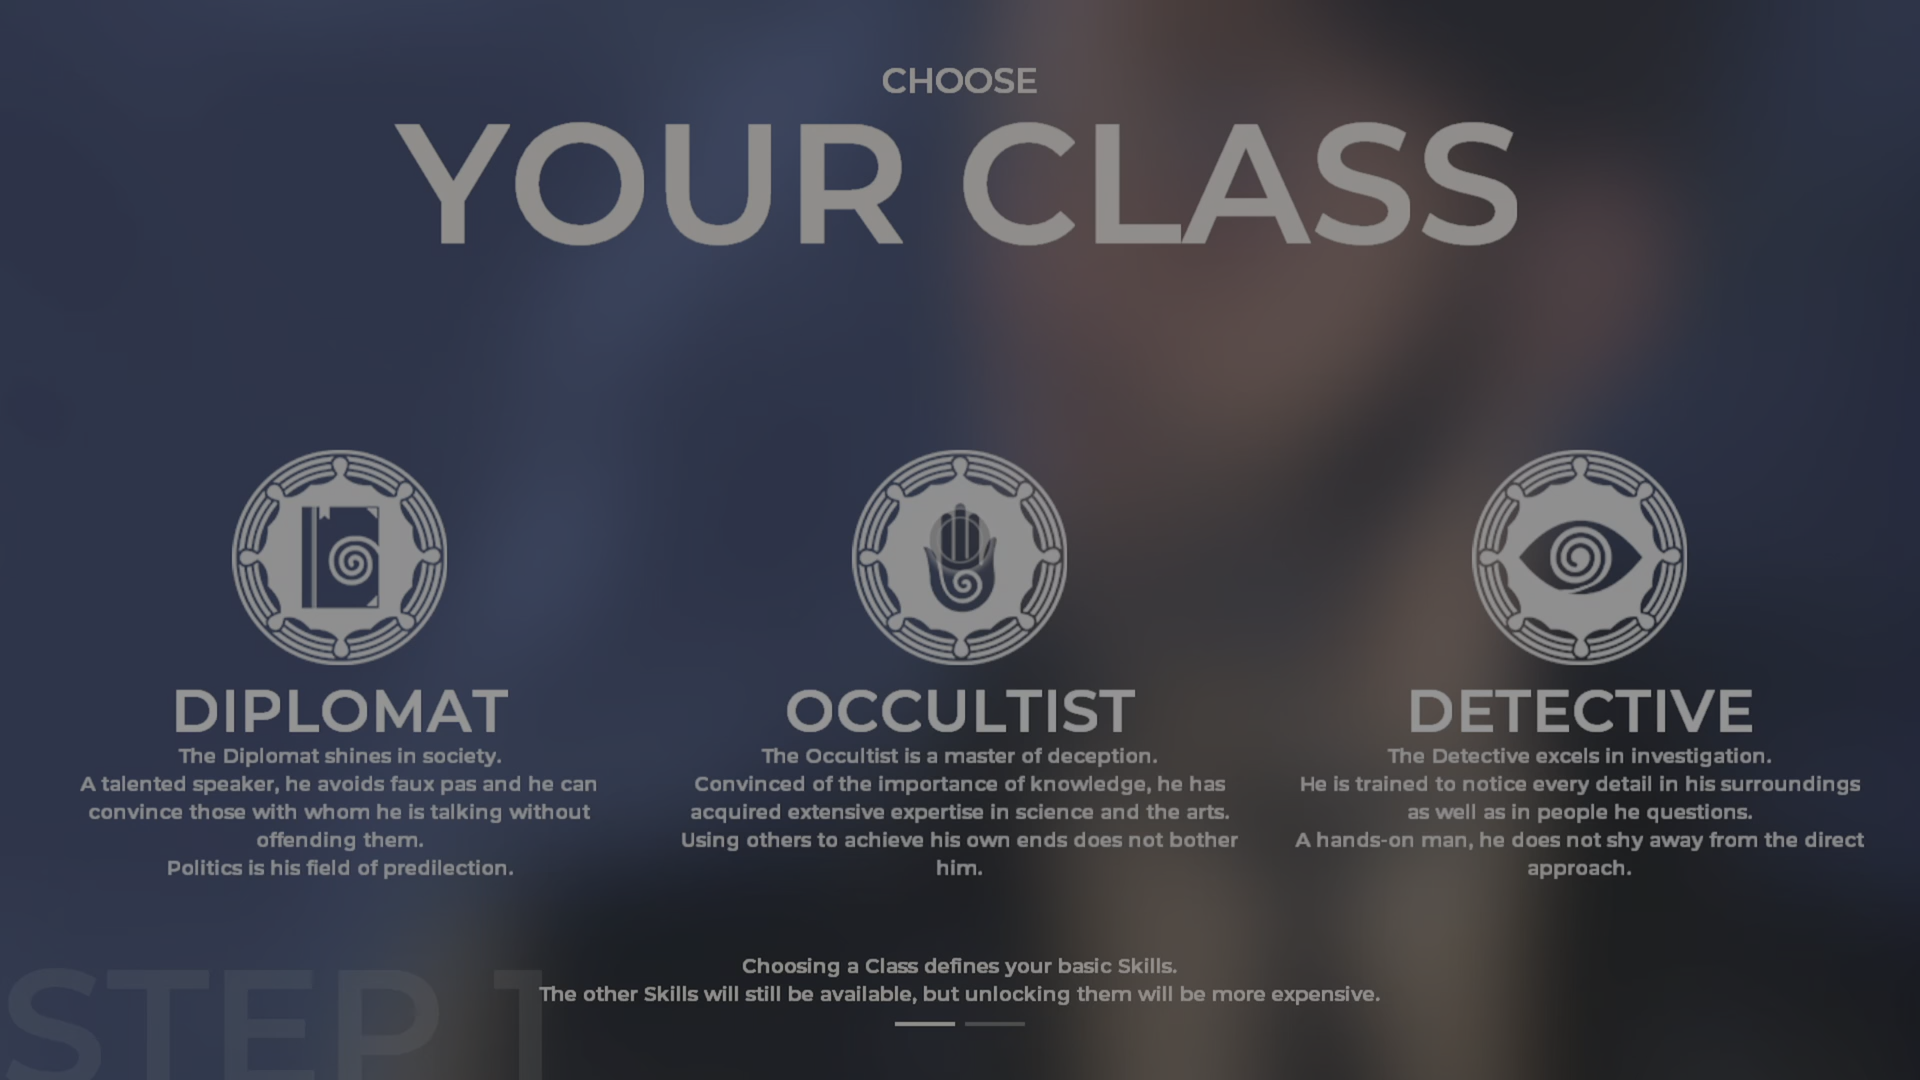 CHOOSE
YOUR CLASS
DIPLOMAT
The Diplomat shines in society.
A talented speaker, he avoids faux pas and he can
convince those with whom he is talking without
offending them.
Politics is his field of predilection.
OCCULTIST
The Occultist is a master of deception.
Convinced of the importance of knowledge, he has
acquired extensive expertise in science and the arts.
Using others to achieve his own ends does not bother
him.
DETECTIVE
The Detective excels in investigation.
He is trained to notice every detail in his surroundings
as well as in people he questions.
A hands-on man, he does not shy away from the direct
approach.
Choosing a Class defines your basic Skills.
The other Skills will still be available, but unlocking them will be more expensive.
STEP 1